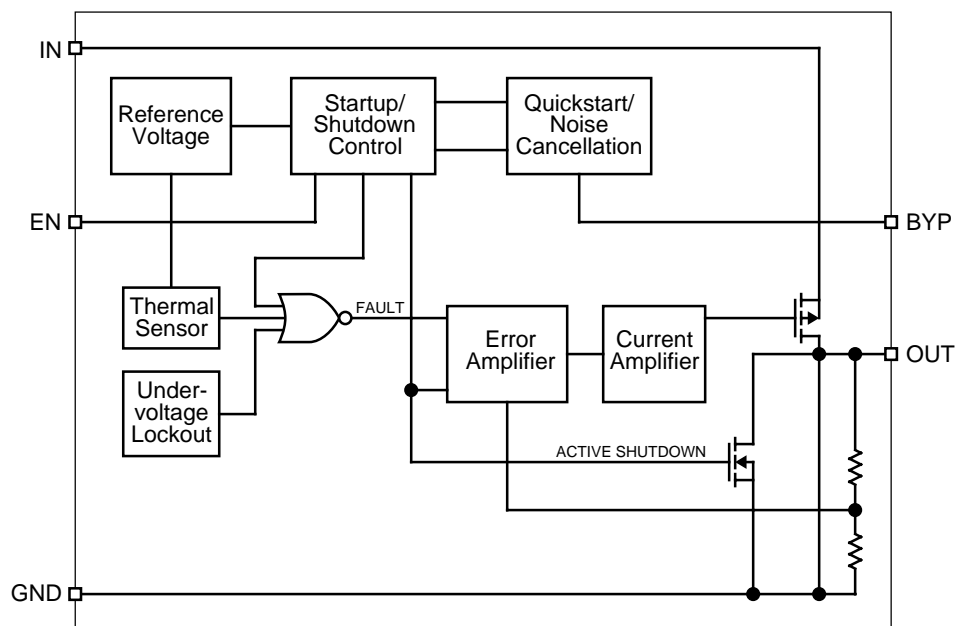 IN
Reference
Voltage
Startup/
Shutdown
Control
Quickstart/
Noise
Cancellation
EN
BYP
Thermal
Sensor
FAULT
Error
Amplifier
Current
Amplifier
OUT
Under-
voltage
Lockout
ACTIVE SHUTDOWN
GND